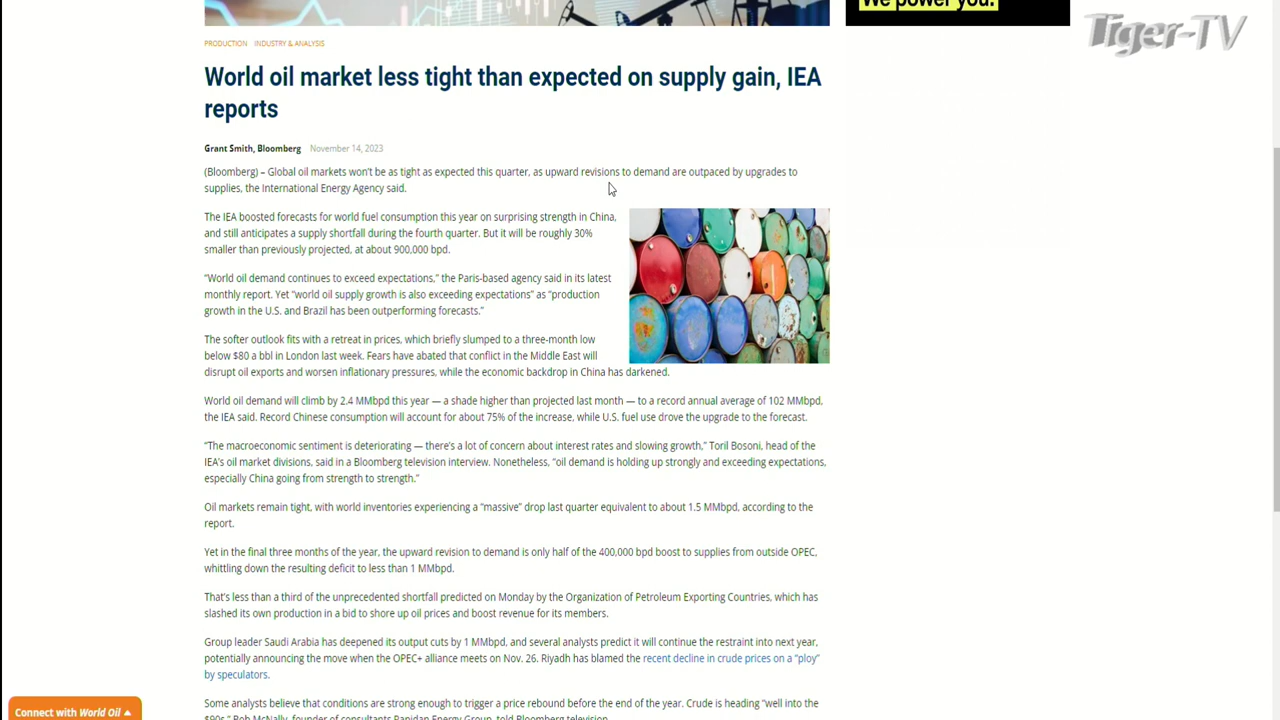 We power you.
Tiger-TV
PRODUCTION INDUSTRY & ANALYSIS
World oil market less tight than expected on supply gain, IEA
reports
Grant Smith, Bloomberg November 14, 2023
(Bloomberg) – Global oil markets won't be as tight as expected this quarter, as upward revisions to demand are outpaced by upgrades to
supplies, the International Energy Agency said.
The IEA boosted forecasts for world fuel consumption this year on surprising strength in China,
and still anticipates a supply shortfall during the fourth quarter. But it will be roughly 30%
smaller than previously projected, at about 900,000 bpd.
“World oil demand continues to exceed expectations,” the Paris-based agency said in its latest
monthly report. Yet “world oil supply growth is also exceeding expectations” as “production
growth in the U.S. and Brazil has been outperforming forecasts.”
The softer outlook fits with a retreat in prices, which briefly slumped to a three-month low
below $80 a bbl in London last week. Fears have abated that conflict in the Middle East will
disrupt oil exports and worsen inflationary pressures, while the economic backdrop in China has darkened.
World oil demand will climb by 2.4 MMbpd this year — a shade higher than projected last month — to a record annual average of 102 MMbpd,
the IEA said. Record Chinese consumption will account for about 75% of the increase, while U.S. fuel use drove the upgrade to the forecast.
“The macroeconomic sentiment is deteriorating — there's a lot of concern about interest rates and slowing growth,” Toril Bosoni, head of the
IEA's oil market divisions, said in a Bloomberg television interview. Nonetheless, “oil demand is holding up strongly and exceeding expectations,
especially China going from strength to strength.”
Oil markets remain tight, with world inventories experiencing a “massive” drop last quarter equivalent to about 1.5 MMbpd, according to the
report.
Yet in the final three months of the year, the upward revision to demand is only half of the 400,000 bpd boost to supplies from outside OPEC,
whittling down the resulting deficit to less than 1 MMbpd.
That's less than a third of the unprecedented shortfall predicted on Monday by the Organization of Petroleum Exporting Countries, which has
slashed its own production in a bid to shore up oil prices and boost revenue for its members.
Group leader Saudi Arabia has deepened its output cuts by 1 MMbpd, and several analysts predict it will continue the restraint into next year,
potentially announcing the move when the OPEC+ alliance meets on Nov. 26. Riyadh has blamed the recent decline in crude prices on a “ploy”
by speculators.
Some analysts believe that conditions are strong enough to trigger a price rebound before the end of the year. Crude is heading “well into the
$90s,” Bob McNally, founder of consultants Rapidan Energy Group, told Bloomberg television.
Connect with World Oil